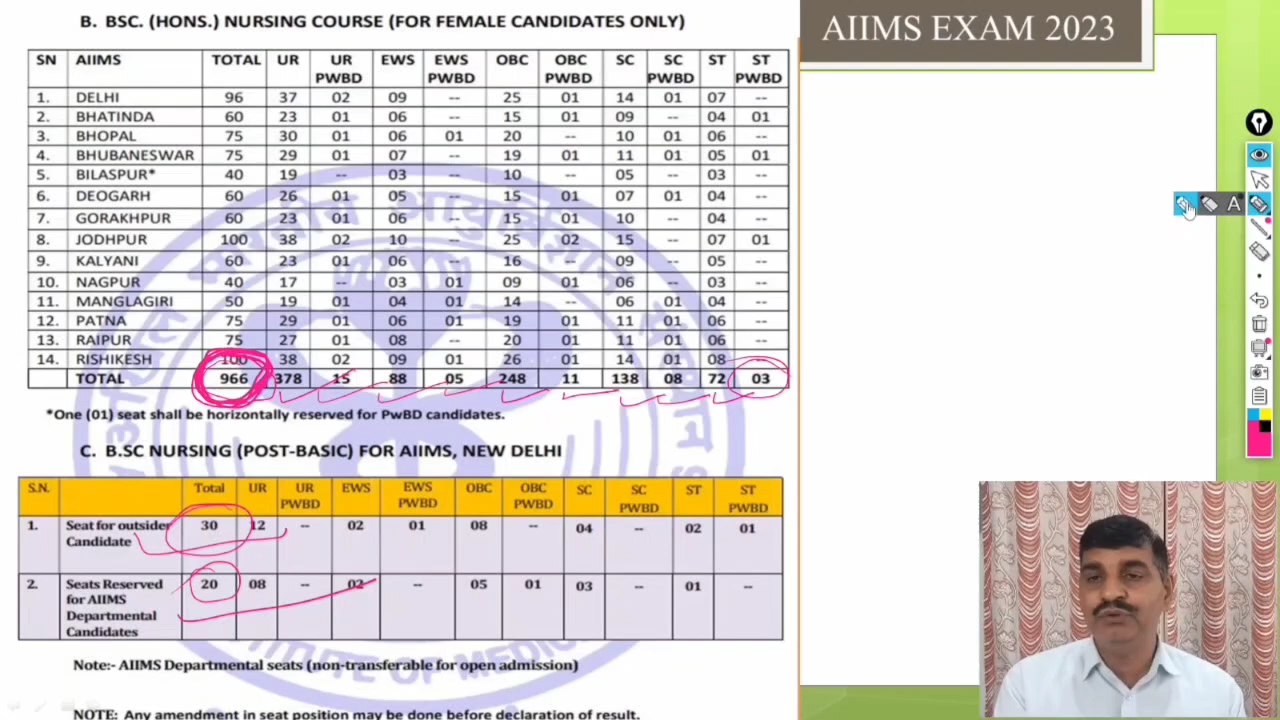 B. BSC. (HONS.) NURSING COURSE (FOR FEMALE CANDIDATES ONLY)
AIIMS EXAM 2023
SN AIIMS TOTAL UR UR PWBD EWS EWS PWBD OBC OBC PWBD SC SC PWBD ST ST PWBD
1. DELHI 96 37 02 09 -- 25 01 14 01 07 --
2. BHATINDA 60 23 01 06 -- 15 01 09 -- 04 01
3. BHOPAL 75 30 01 06 01 20 -- 10 01 06 --
4. BHUBANESWAR 75 29 01 07 -- 19 01 11 01 05 01
5. BILASPUR* 40 19 -- 03 -- 10 -- 05 -- 03 --
6. DEOGARH 60 26 01 05 -- 15 01 07 01 04 --
7. GORAKHPUR 60 23 01 06 -- 15 01 10 -- 04 --
8. JODHPUR 100 38 02 10 -- 25 02 15 -- 07 01
9. KALYANI 60 23 01 06 -- 16 -- 09 -- 05 --
10. NAGPUR 40 17 -- 03 01 09 01 06 -- 03 --
11. MANGLAGIRI 50 19 01 04 01 14 -- 06 01 04 --
12. PATNA 75 29 01 06 01 19 01 11 01 06 --
13. RAIPUR 75 27 01 08 -- 20 01 11 01 06 --
14. RISHIKESH 100 38 02 09 01 26 01 14 01 08 --
TOTAL 966 378 15 88 05 248 11 138 08 72 03
*One (01) seat shall be horizontally reserved for PwBD candidates.
C. B.SC NURSING (POST-BASIC) FOR AIIMS, NEW DELHI
S.N. Total UR UR PWBD EWS EWS PWBD OBC OBC PWBD SC SC PWBD ST ST PWBD
1. Seat for outsider 30 12 -- 02 01 08 -- 04 -- 02 01
Candidate
2. Seats Reserved 20 08 -- 02 -- 05 01 03 -- 01 --
for AIIMS
Departmental
Candidates
Note:- AIIMS Departmental seats (non-transferable for open admission)
NOTE: Any amendment in seat position may be done before declaration of result.
A